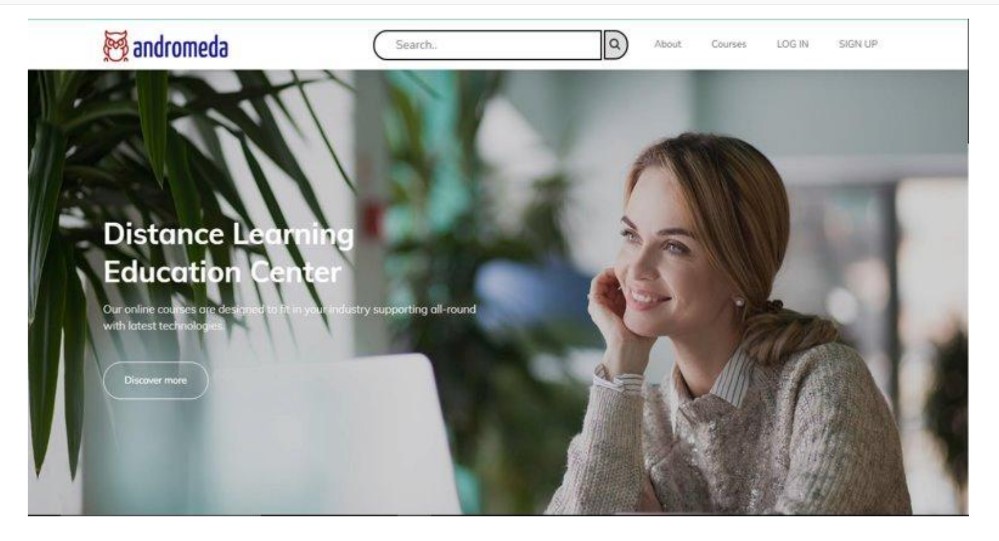 andromeda
Search..
About
Courses
LOG IN
SIGN UP
Distance Learning
Education Center
Our online courses are designed to fit in your industry supporting all-round
with latest technologies.
Discover more